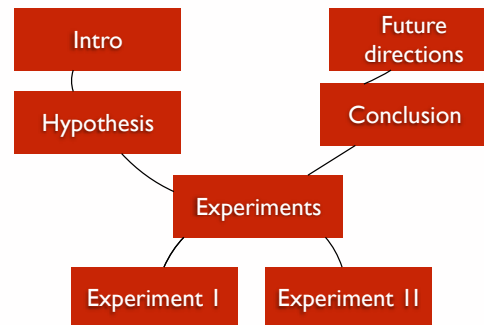 Intro
Future
directions
Hypothesis
Conclusion
Experiments
Experiment I
Experiment II